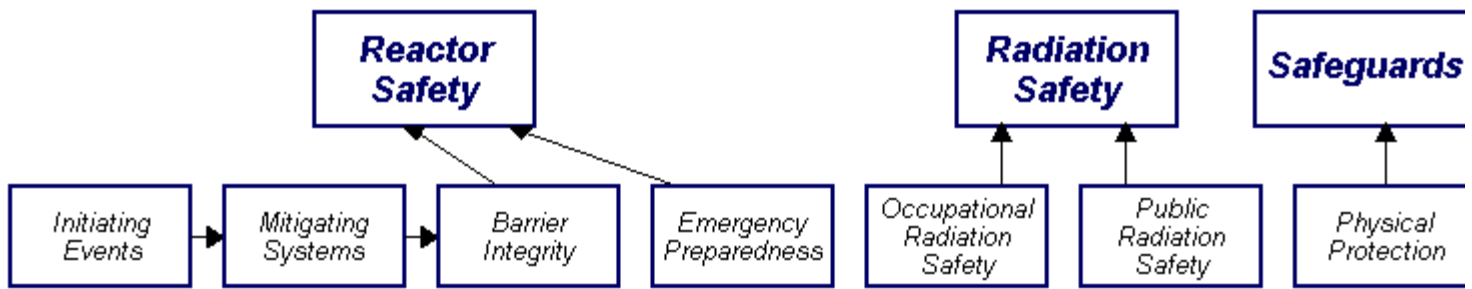 Reactor
Safety
Radiation
Safety
Safeguards
Initiating
Events
Mitigating
Systems
Barrier
Integrity
Emergency
Preparedness
Occupational
Radiation
Safety
Public
Radiation
Safety
Physical
Protection